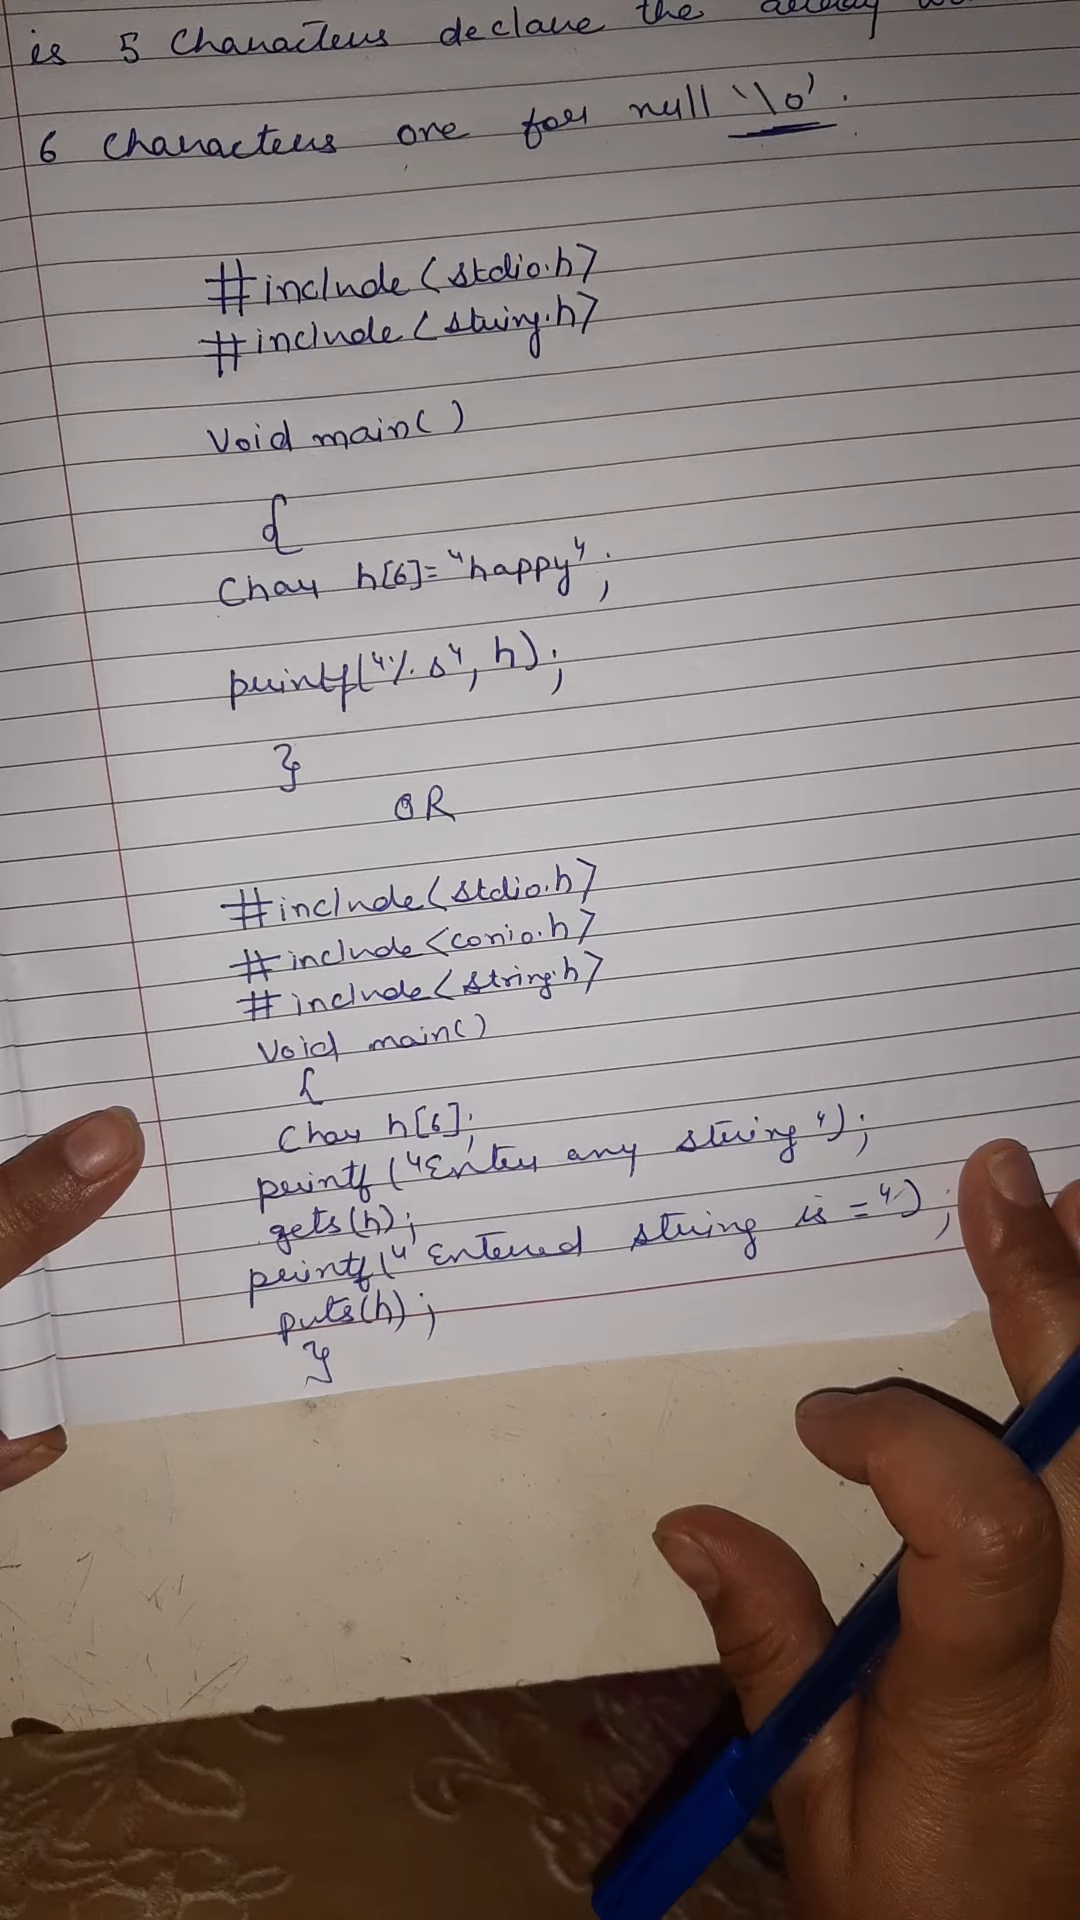 is 5 Characters declare the array
6 characters one for null '\0'.
#include<stdio.h>
#include<string.h>
Void main()
{
Char h[6]="happy";
printf("%s", h);
}
OR
#include<stdio.h>
#include<conio.h>
#include<string.h>
Void main()
{
Char h[6];
printf("Enter any string");
gets(h);
printf("Entered string is =");
puts(h);
}